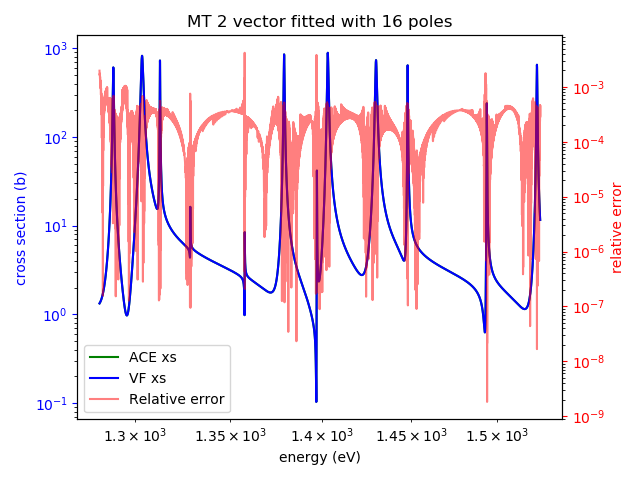 MT 2 vector fitted with 16 poles
cross section (b)
10³
10²
10¹
10⁰
10⁻¹
10⁻³
10⁻⁴
10⁻⁵
10⁻⁶
10⁻⁷
10⁻⁸
10⁻⁹
relative error
ACE xs
VF xs
Relative error
1.3 × 10³ 1.35 × 10³ 1.4 × 10³ 1.45 × 10³ 1.5 × 10³
energy (eV)